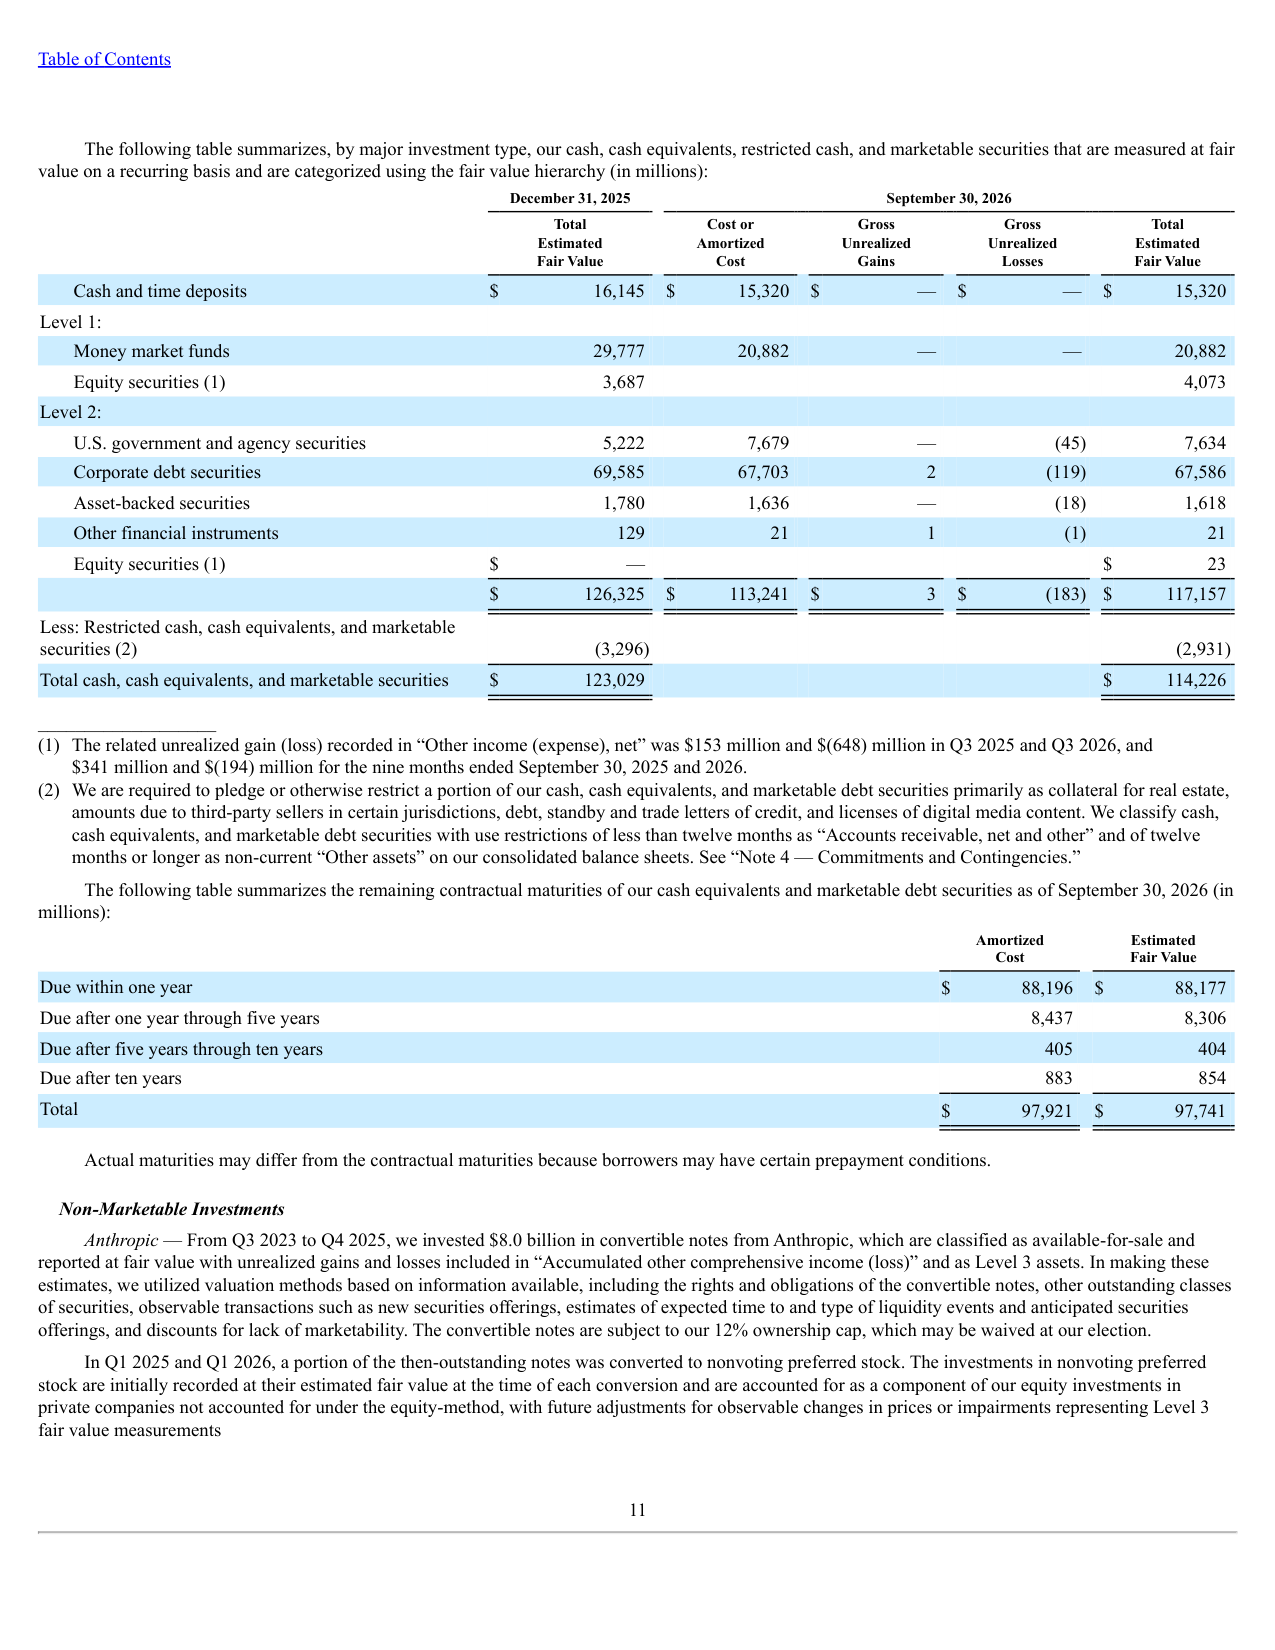 Table of Contents
The following table summarizes, by major investment type, our cash, cash equivalents, restricted cash, and marketable securities that are measured at fair
value on a recurring basis and are categorized using the fair value hierarchy (in millions):
December 31, 2025 September 30, 2026
Total Estimated Fair Value Cost or Amortized Cost Gross Unrealized Gains Gross Unrealized Losses Total Estimated Fair Value
Cash and time deposits $ 16,145 $ 15,320 $ — $ — $ 15,320
Level 1:
Money market funds 29,777 20,882 — — 20,882
Equity securities (1) 3,687 4,073
Level 2:
U.S. government and agency securities 5,222 7,679 — (45) 7,634
Corporate debt securities 69,585 67,703 2 (119) 67,586
Asset-backed securities 1,780 1,636 — (18) 1,618
Other financial instruments 129 21 1 (1) 21
Equity securities (1) $ — $ 23
$ 126,325 $ 113,241 $ 3 $ (183) $ 117,157
Less: Restricted cash, cash equivalents, and marketable
securities (2) (3,296) (2,931)
Total cash, cash equivalents, and marketable securities $ 123,029 $ 114,226
(1) The related unrealized gain (loss) recorded in “Other income (expense), net” was $153 million and $(648) million in Q3 2025 and Q3 2026, and
$341 million and $(194) million for the nine months ended September 30, 2025 and 2026.
(2) We are required to pledge or otherwise restrict a portion of our cash, cash equivalents, and marketable debt securities primarily as collateral for real estate,
amounts due to third-party sellers in certain jurisdictions, debt, standby and trade letters of credit, and licenses of digital media content. We classify cash,
cash equivalents, and marketable debt securities with use restrictions of less than twelve months as “Accounts receivable, net and other” and of twelve
months or longer as non-current “Other assets” on our consolidated balance sheets. See “Note 4 — Commitments and Contingencies.”
The following table summarizes the remaining contractual maturities of our cash equivalents and marketable debt securities as of September 30, 2026 (in
millions):
Amortized Cost Estimated Fair Value
Due within one year $ 88,196 $ 88,177
Due after one year through five years 8,437 8,306
Due after five years through ten years 405 404
Due after ten years 883 854
Total $ 97,921 $ 97,741
Actual maturities may differ from the contractual maturities because borrowers may have certain prepayment conditions.
Non-Marketable Investments
Anthropic — From Q3 2023 to Q4 2025, we invested $8.0 billion in convertible notes from Anthropic, which are classified as available-for-sale and
reported at fair value with unrealized gains and losses included in “Accumulated other comprehensive income (loss)” and as Level 3 assets. In making these
estimates, we utilized valuation methods based on information available, including the rights and obligations of the convertible notes, other outstanding classes
of securities, observable transactions such as new securities offerings, estimates of expected time to and type of liquidity events and anticipated securities
offerings, and discounts for lack of marketability. The convertible notes are subject to our 12% ownership cap, which may be waived at our election.
In Q1 2025 and Q1 2026, a portion of the then-outstanding notes was converted to nonvoting preferred stock. The investments in nonvoting preferred
stock are initially recorded at their estimated fair value at the time of each conversion and are accounted for as a component of our equity investments in
private companies not accounted for under the equity-method, with future adjustments for observable changes in prices or impairments representing Level 3
fair value measurements
11